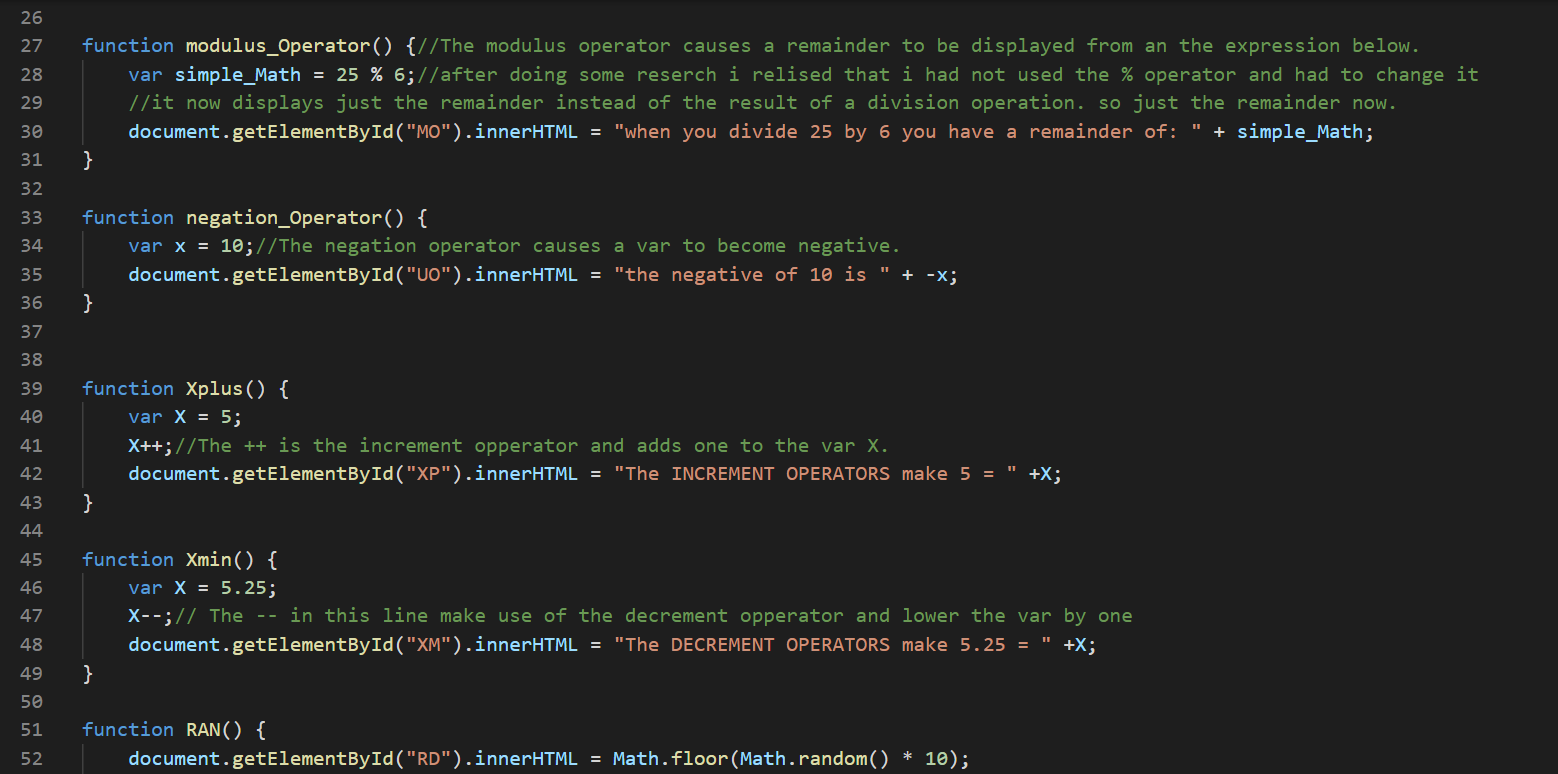 26
27 function modulus_Operator() {//The modulus operator causes a remainder to be displayed from an the expression below.
28 var simple_Math = 25 % 6;//after doing some reserch i relised that i had not used the % operator and had to change it
29 //it now displays just the remainder instead of the result of a division operation. so just the remainder now.
30 document.getElementById("MO").innerHTML = "when you divide 25 by 6 you have a remainder of: " + simple_Math;
31 }
32
33 function negation_Operator() {
34 var x = 10;//The negation operator causes a var to become negative.
35 document.getElementById("UO").innerHTML = "the negative of 10 is " + -x;
36 }
37
38
39 function Xplus() {
40 var X = 5;
41 X++;//The ++ is the increment opperator and adds one to the var X.
42 document.getElementById("XP").innerHTML = "The INCREMENT OPERATORS make 5 = " +X;
43 }
44
45 function Xmin() {
46 var X = 5.25;
47 X--;// The -- in this line make use of the decrement opperator and lower the var by one
48 document.getElementById("XM").innerHTML = "The DECREMENT OPERATORS make 5.25 = " +X;
49 }
50
51 function RAN() {
52 document.getElementById("RD").innerHTML = Math.floor(Math.random() * 10);